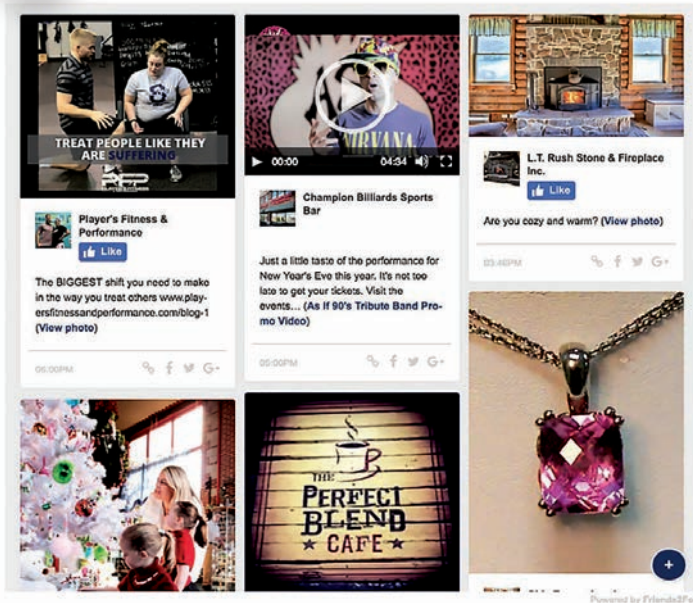 TREAT PEOPLE LIKE THEY
ARE SUFFERING
Player's Fitness &
Performance
Like
The BIGGEST shift you need to make
in the way you treat others www.play-
ersfitnessandperformance.com/blog-1
(View photo)
06:00PM
NIRVANA
00:00
04:34
Champion Billiards Sports
Bar
Just a little taste of the performance for
New Year's Eve this year. It's not too
late to get your tickets. Visit the
events... (As If 90's Tribute Band Pro-
mo Video)
05:00PM
L.T. Rush Stone & Fireplace
Inc.
Like
Are you cozy and warm? (View photo)
03:46PM
THE
PERFECT
BLEND
CAFE
Powered by